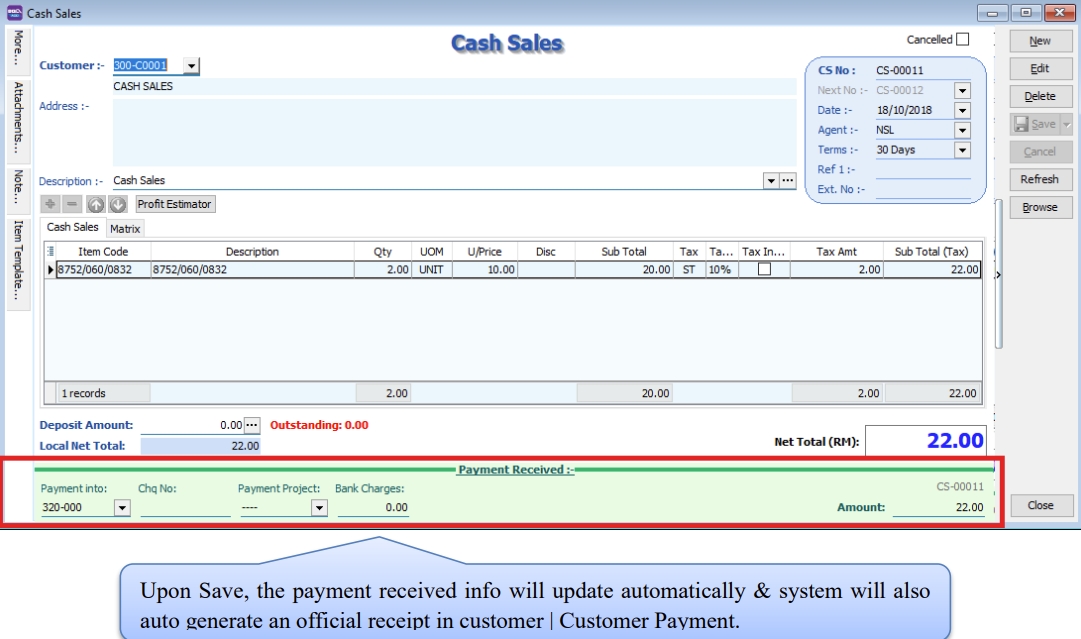 Cash Sales
More...
Attachments...
Note...
Item Template...
Cash Sales
Cancelled
Customer :- 300-C0001
CASH SALES
Address :-
CS No : CS-00011
Next No :- CS-00012
Date :- 18/10/2018
Agent :- NSL
Terms :- 30 Days
Ref 1 :-
Ext. No :-
New
Edit
Delete
Save
Cancel
Refresh
Browse
Description :- Cash Sales
Profit Estimator
Cash Sales Matrix
Item Code Description Qty UOM U/Price Disc Sub Total Tax Ta... Tax In... Tax Amt Sub Total (Tax)
8752/060/0832 8752/060/0832 2.00 UNIT 10.00 20.00 ST 10% 2.00 22.00
1 records 2.00 20.00 2.00 22.00
Deposit Amount: 0.00 Outstanding: 0.00
Local Net Total: 22.00
Net Total (RM): 22.00
Payment Received :-
Payment into: Chq No: Payment Project: Bank Charges: CS-00011
320-000 ---- 0.00 Amount: 22.00
Close
Upon Save, the payment received info will update automatically & system will also
auto generate an official receipt in customer | Customer Payment.